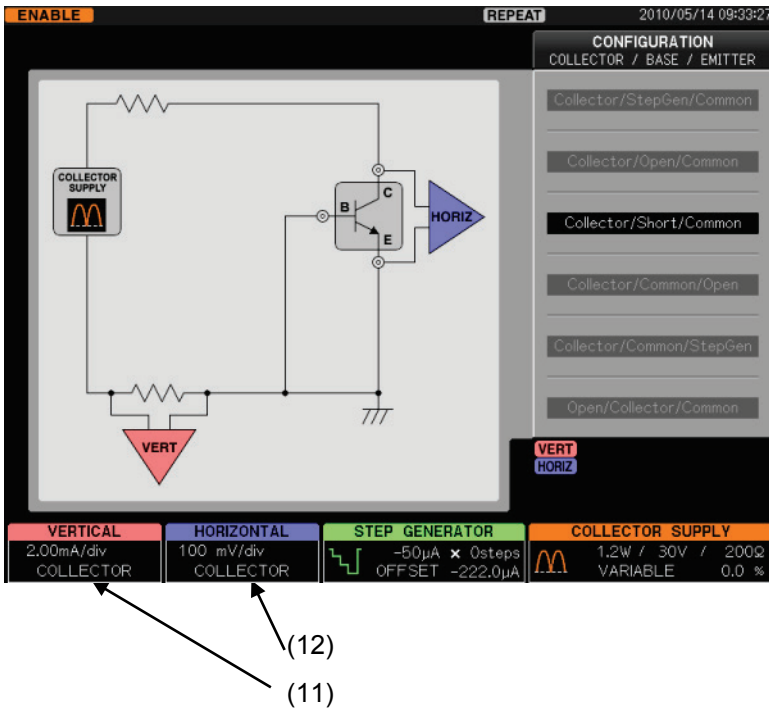 ENABLE REPEAT 2010/05/14 09:33:27
CONFIGURATION
COLLECTOR / BASE / EMITTER
Collector/StepGen/Common
Collector/Open/Common
Collector/Short/Common
Collector/Common/Open
Collector/Common/StepGen
Open/Collector/Common
COLLECTOR
SUPPLY
C
B
E
HORIZ
VERT
VERT
HORIZ
VERTICAL
2.00mA/div
COLLECTOR
HORIZONTAL
100 mV/div
COLLECTOR
STEP GENERATOR
-50µA × 0steps
OFFSET -222.0µA
COLLECTOR SUPPLY
1.2W / 30V / 200Ω
VARIABLE 0.0 %
(12)
(11)